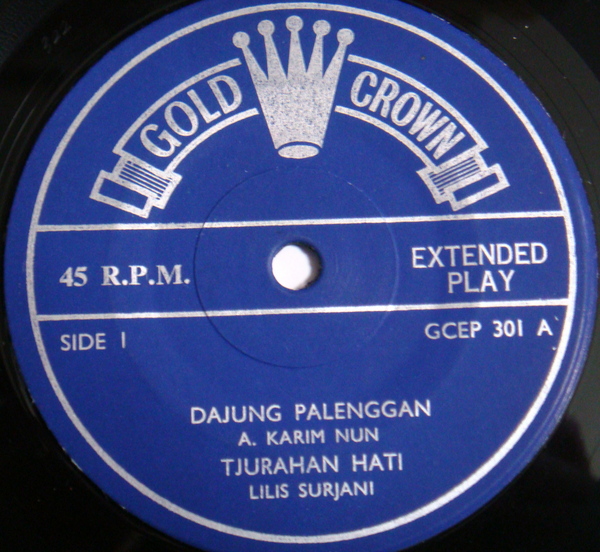 GOLD CROWN
45 R.P.M.
EXTENDED
PLAY
SIDE 1
GCEP 301 A
DAJUNG PALENGGAN
A. KARIM NUN
TJURAHAN HATI
LILIS SURJANI